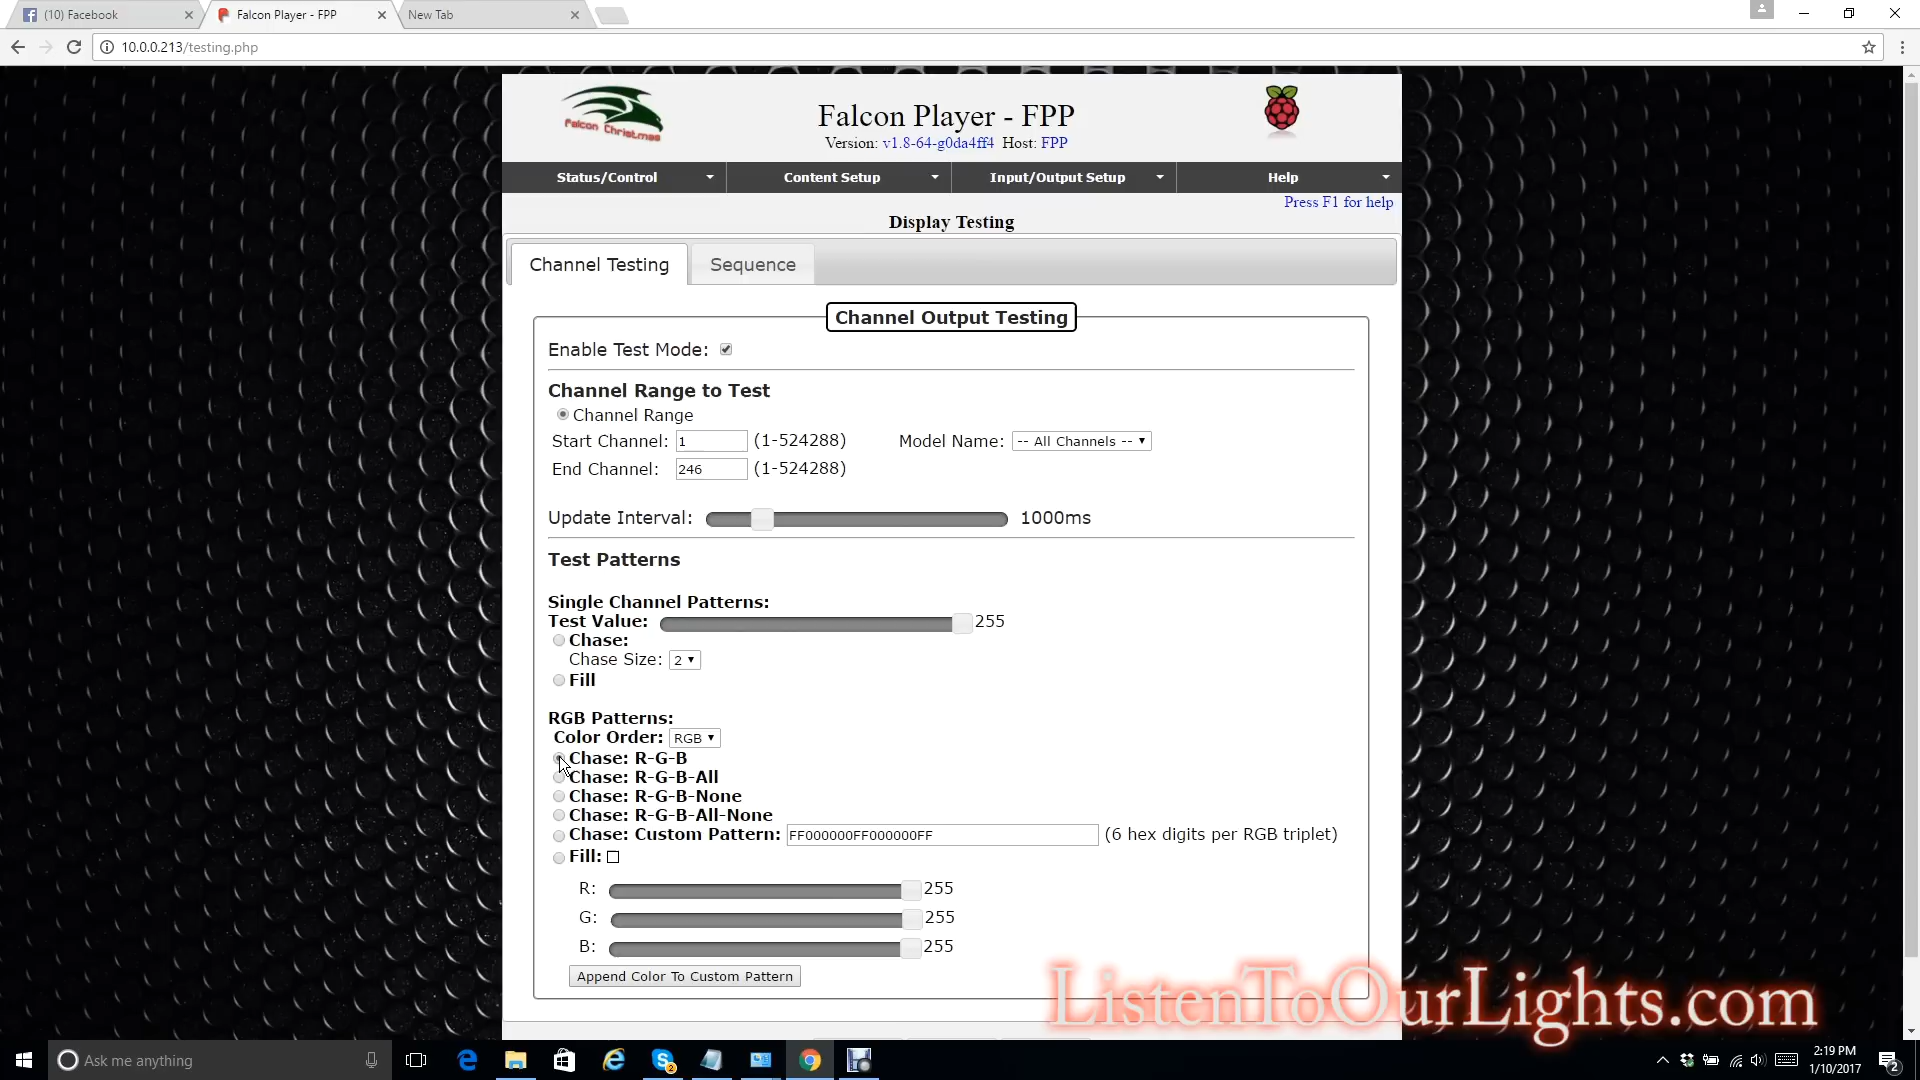 (10) Facebook
Falcon Player - FPP
New Tab
10.0.0.213/testing.php
Falcon Christmas
Falcon Player - FPP
Version: v1.8-64-g0da4ff4 Host: FPP
Status/Control
Content Setup
Input/Output Setup
Help
Press F1 for help
Display Testing
Channel Testing
Sequence
Channel Output Testing
Enable Test Mode:
Channel Range to Test
Channel Range
Start Channel: 1 (1-524288) Model Name: -- All Channels --
End Channel: 246 (1-524288)
Update Interval: 1000ms
Test Patterns
Single Channel Patterns:
Test Value: 255
Chase:
Chase Size: 2
Fill
RGB Patterns:
Color Order: RGB
Chase: R-G-B
Chase: R-G-B-All
Chase: R-G-B-None
Chase: R-G-B-All-None
Chase: Custom Pattern: FF000000FF000000FF (6 hex digits per RGB triplet)
Fill:
R: 255
G: 255
B: 255
Append Color To Custom Pattern
ListenToOurLights.com
Ask me anything
2
2:19 PM
1/10/2017
2